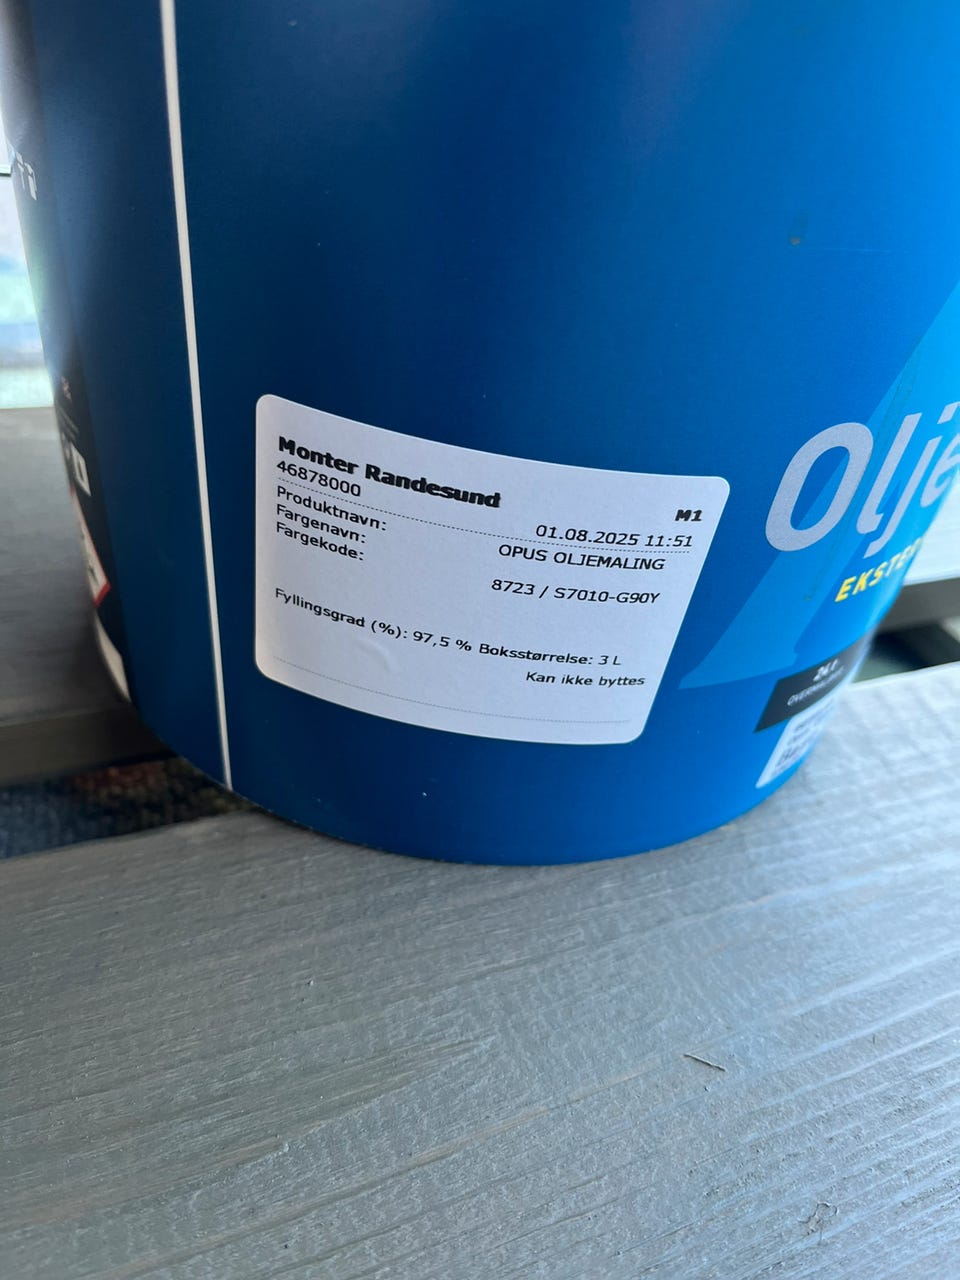 Monter Randesund
M1
46878000
01.08.2025 11:51
Produktnavn: OPUS OLJEMALING
Fargenavn:
Fargekode: 8723 / S7010-G90Y
Fyllingsgrad (%): 97,5 % Boksstørrelse: 3 L
Kan ikke byttes
Olje
EKSTE
24 t